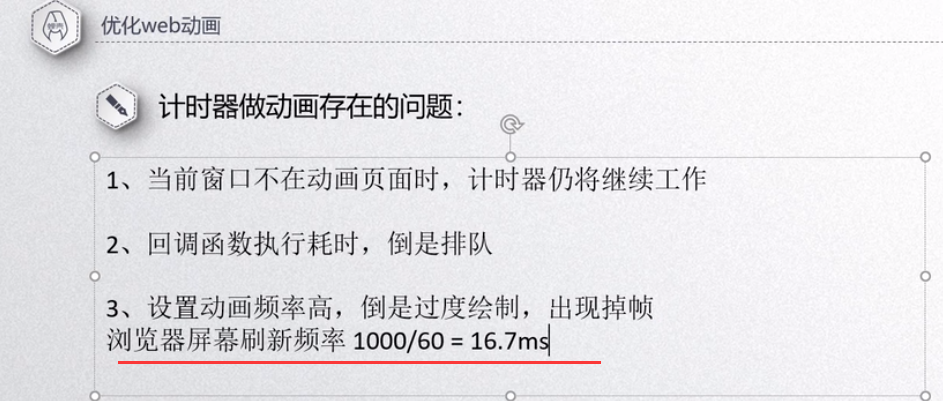 优化web动画
计时器做动画存在的问题：
1、当前窗口不在动画页面时，计时器仍将继续工作
2、回调函数执行耗时，倒是排队
3、设置动画频率高，倒是过度绘制，出现掉帧
浏览器屏幕刷新频率 1000/60 = 16.7ms